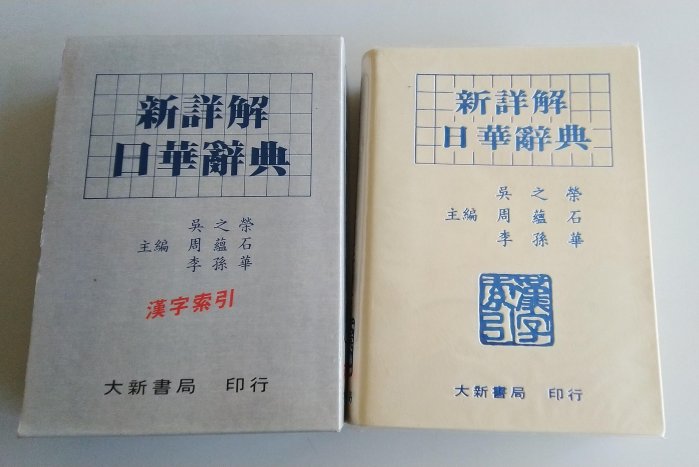 新詳解
日華辭典
吳之榮
主編 周蘊石
李孫華
漢字索引
大新書局 印行
新詳解
日華辭典
吳之榮
主編 周蘊石
李孫華
漢字索引
大新書局 印行